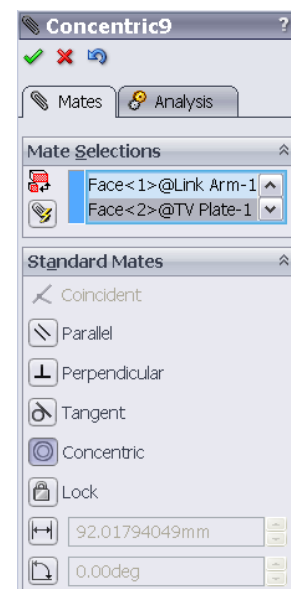 Concentric9 ?
Mates Analysis
Mate Selections
Face<1>@Link Arm-1
Face<2>@TV Plate-1
Standard Mates
Coincident
Parallel
Perpendicular
Tangent
Concentric
Lock
92.01794049mm
0.00deg